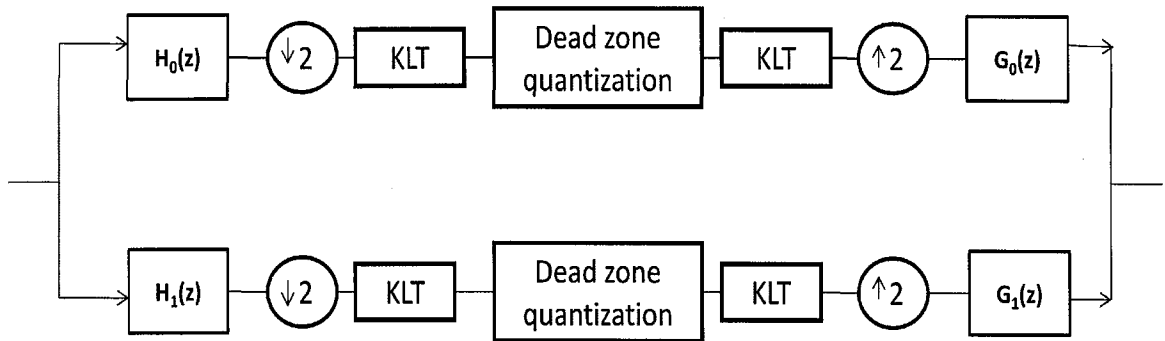 H₀(z)
↓2
KLT
Dead zone
quantization
KLT
↑2
G₀(z)
H₁(z)
↓2
KLT
Dead zone
quantization
KLT
↑2
G₁(z)